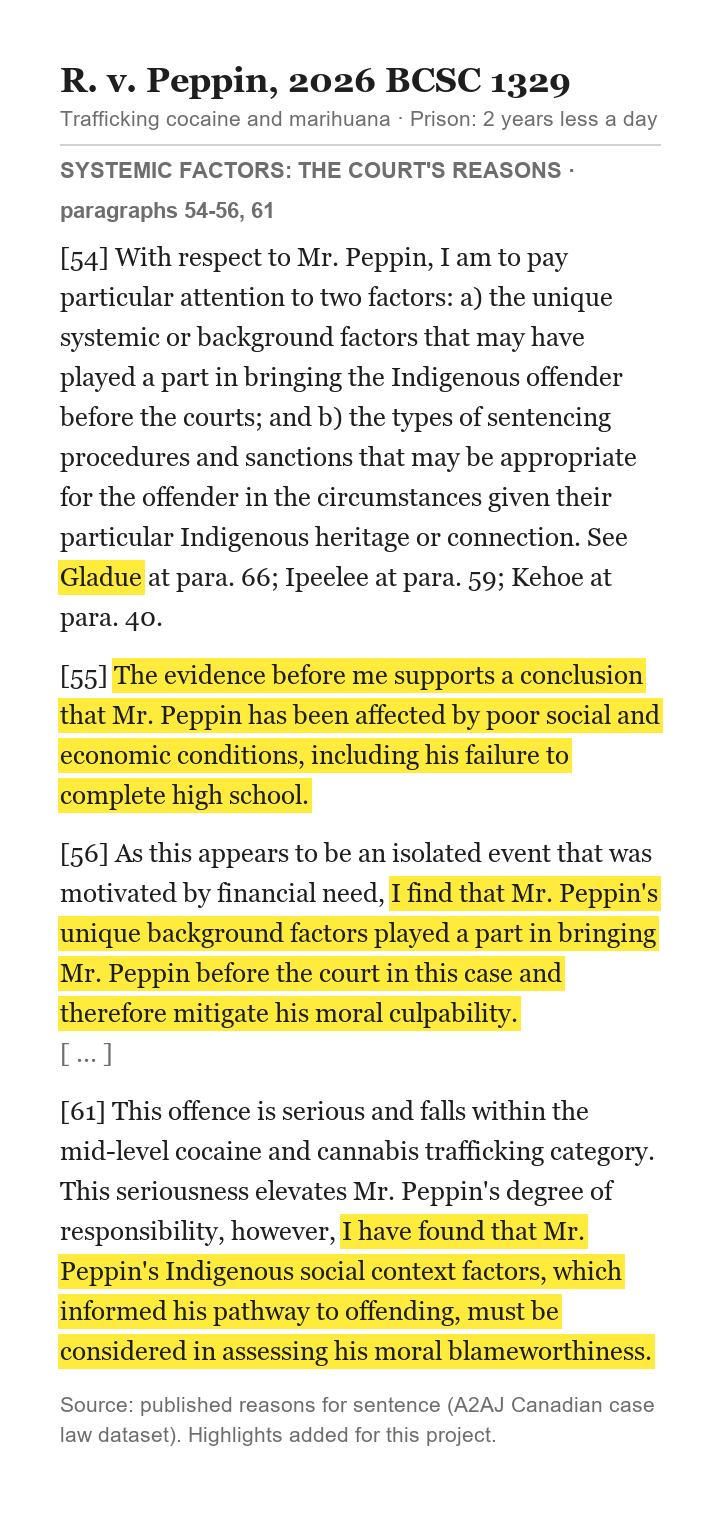 R. v. Peppin, 2026 BCSC 1329
Trafficking cocaine and marihuana · Prison: 2 years less a day
SYSTEMIC FACTORS: THE COURT'S REASONS ·
paragraphs 54-56, 61
[54] With respect to Mr. Peppin, I am to pay
particular attention to two factors: a) the unique
systemic or background factors that may have
played a part in bringing the Indigenous offender
before the courts; and b) the types of sentencing
procedures and sanctions that may be appropriate
for the offender in the circumstances given their
particular Indigenous heritage or connection. See
Gladue at para. 66; Ipeelee at para. 59; Kehoe at
para. 40.
[55] The evidence before me supports a conclusion
that Mr. Peppin has been affected by poor social and
economic conditions, including his failure to
complete high school.
[56] As this appears to be an isolated event that was
motivated by financial need, I find that Mr. Peppin's
unique background factors played a part in bringing
Mr. Peppin before the court in this case and
therefore mitigate his moral culpability.
[ ... ]
[61] This offence is serious and falls within the
mid-level cocaine and cannabis trafficking category.
This seriousness elevates Mr. Peppin's degree of
responsibility, however, I have found that Mr.
Peppin's Indigenous social context factors, which
informed his pathway to offending, must be
considered in assessing his moral blameworthiness.
Source: published reasons for sentence (A2AJ Canadian case
law dataset). Highlights added for this project.